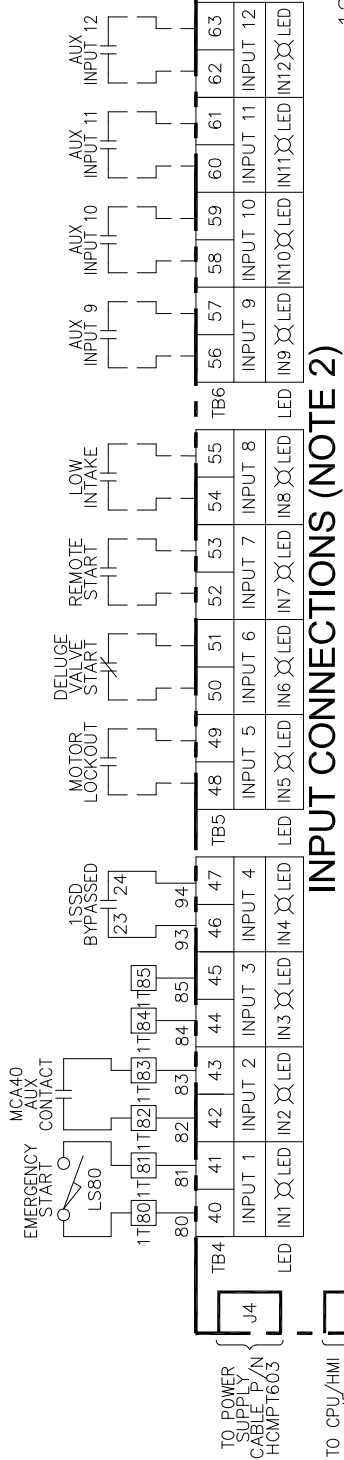 EMERGENCY
START
LS80
MCA40
AUX
CONTACT
1SSD
BYPASSED
23 24
MOTOR
LOCKOUT
DELUGE
VALVE
START
REMOTE
START
LOW
INTAKE
AUX
INPUT 9
AUX
INPUT 10
AUX
INPUT 11
AUX
INPUT 12
1T80 1T81 1T82 1T83 1T84 1T85
80 81 82 83 84 85 93 94
TB4 40 41 42 43 44 45 46 47
INPUT 1 INPUT 2 INPUT 3 INPUT 4
LED IN1 LED IN2 LED IN3 LED IN4 LED
TB5 48 49 50 51 52 53 54 55
INPUT 5 INPUT 6 INPUT 7 INPUT 8
LED IN5 LED IN6 LED IN7 LED IN8 LED
TB6 56 57 58 59 60 61 62 63
INPUT 9 INPUT 10 INPUT 11 INPUT 12
LED IN9 LED IN10 LED IN11 LED IN12 LED
INPUT CONNECTIONS (NOTE 2)
J4
TO POWER
SUPPLY
CABLE P/N
HCMPT603
TO CPU/HMI